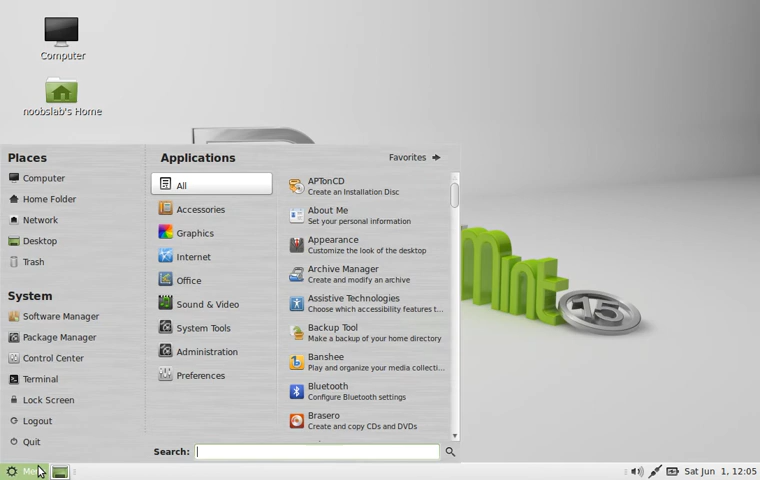 Computer
noobslab's Home
Places
Computer
Home Folder
Network
Desktop
Trash
System
Software Manager
Package Manager
Control Center
Terminal
Lock Screen
Logout
Quit
Applications
Favorites
All
Accessories
Graphics
Internet
Office
Sound & Video
System Tools
Administration
Preferences
APTonCD
Create an Installation Disc
About Me
Set your personal information
Appearance
Customize the look of the desktop
Archive Manager
Create and modify an archive
Assistive Technologies
Choose which accessibility features t...
Backup Tool
Make a backup of your home directory
Banshee
Play and organize your media collecti...
Bluetooth
Configure Bluetooth settings
Brasero
Create and copy CDs and DVDs
Search:
Mint
15
Sat Jun 1, 12:05